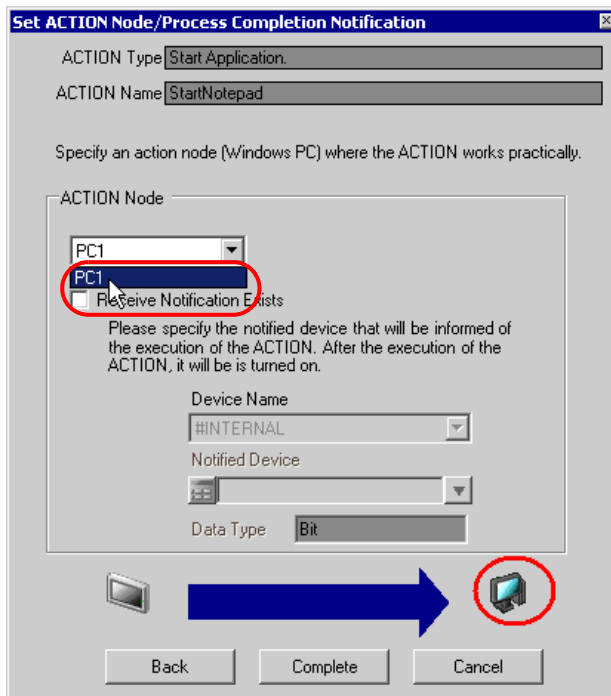 Set ACTION Node/Process Completion Notification
ACTION Type Start Application.
ACTION Name StartNotepad
Specify an action node (Windows PC) where the ACTION works practically.
ACTION Node
PC1
PC1
Receive Notification Exists
Please specify the notified device that will be informed of
the execution of the ACTION. After the execution of the
ACTION, it will be is turned on.
Device Name
#INTERNAL
Notified Device
Data Type Bit
Back Complete Cancel